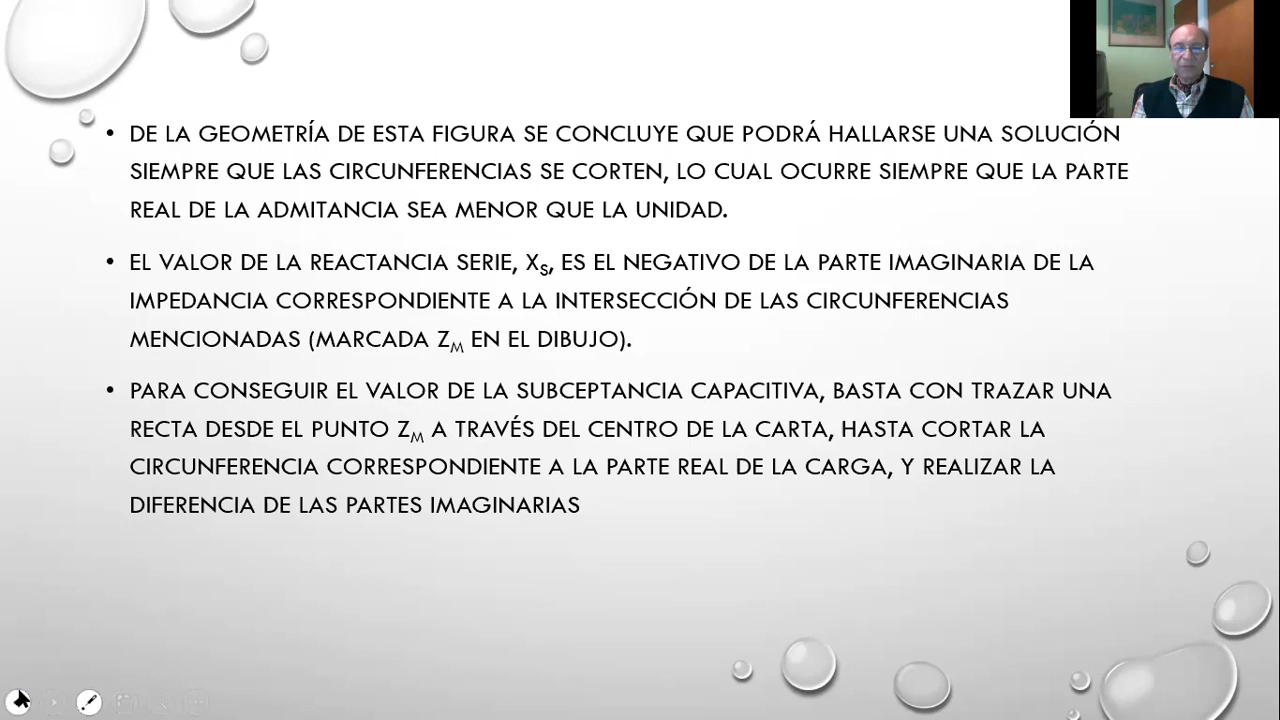 • DE LA GEOMETRÍA DE ESTA FIGURA SE CONCLUYE QUE PODRÁ HALLARSE UNA SOLUCIÓN
SIEMPRE QUE LAS CIRCUNFERENCIAS SE CORTEN, LO CUAL OCURRE SIEMPRE QUE LA PARTE
REAL DE LA ADMITANCIA SEA MENOR QUE LA UNIDAD.
• EL VALOR DE LA REACTANCIA SERIE, X_S, ES EL NEGATIVO DE LA PARTE IMAGINARIA DE LA
IMPEDANCIA CORRESPONDIENTE A LA INTERSECCIÓN DE LAS CIRCUNFERENCIAS
MENCIONADAS (MARCADA Z_M EN EL DIBUJO).
• PARA CONSEGUIR EL VALOR DE LA SUBCEPTANCIA CAPACITIVA, BASTA CON TRAZAR UNA
RECTA DESDE EL PUNTO Z_M A TRAVÉS DEL CENTRO DE LA CARTA, HASTA CORTAR LA
CIRCUNFERENCIA CORRESPONDIENTE A LA PARTE REAL DE LA CARGA, Y REALIZAR LA
DIFERENCIA DE LAS PARTES IMAGINARIAS